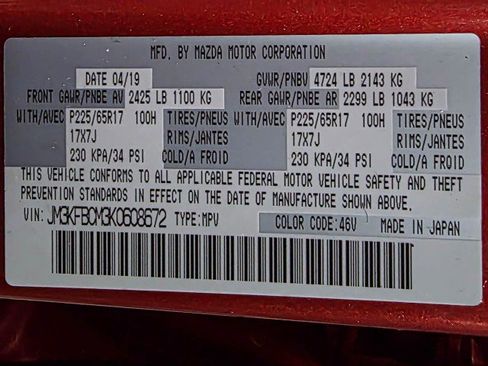 MFD. BY MAZDA MOTOR CORPORATION
DATE 04/19 GVWR/PNBV 4724 LB 2143 KG
FRONT GAWR/PNBE AV 2425 LB 1100 KG REAR GAWR/PNBE AR 2299 LB 1043 KG
WITH/AVEC P225/65R17 100H TIRES/PNEUS WITH/AVEC P225/65R17 100H TIRES/PNEUS
17X7J RIMS/JANTES 17X7J RIMS/JANTES
230 KPA/34 PSI COLD/A FROID 230 KPA/34 PSI COLD/A FROID
THIS VEHICLE CONFORMS TO ALL APPLICABLE FEDERAL MOTOR VEHICLE SAFETY AND THEFT
PREVENTION STANDARDS IN EFFECT ON THE DATE OF MANUFACTURE SHOWN ABOVE.
VIN: JM3KFBCM3K0608672 TYPE: MPV COLOR CODE: 46V MADE IN JAPAN